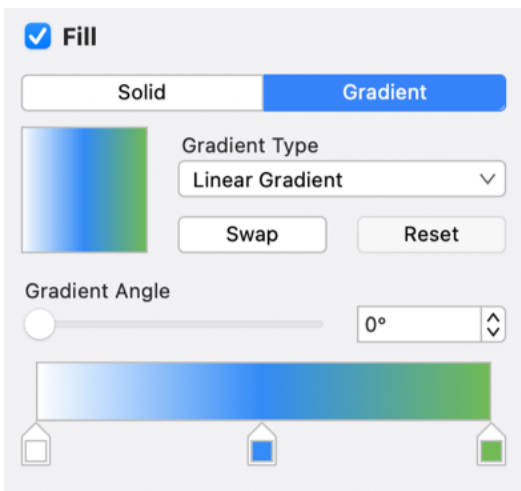 Fill
Solid Gradient
Gradient Type
Linear Gradient
Swap Reset
Gradient Angle
0°